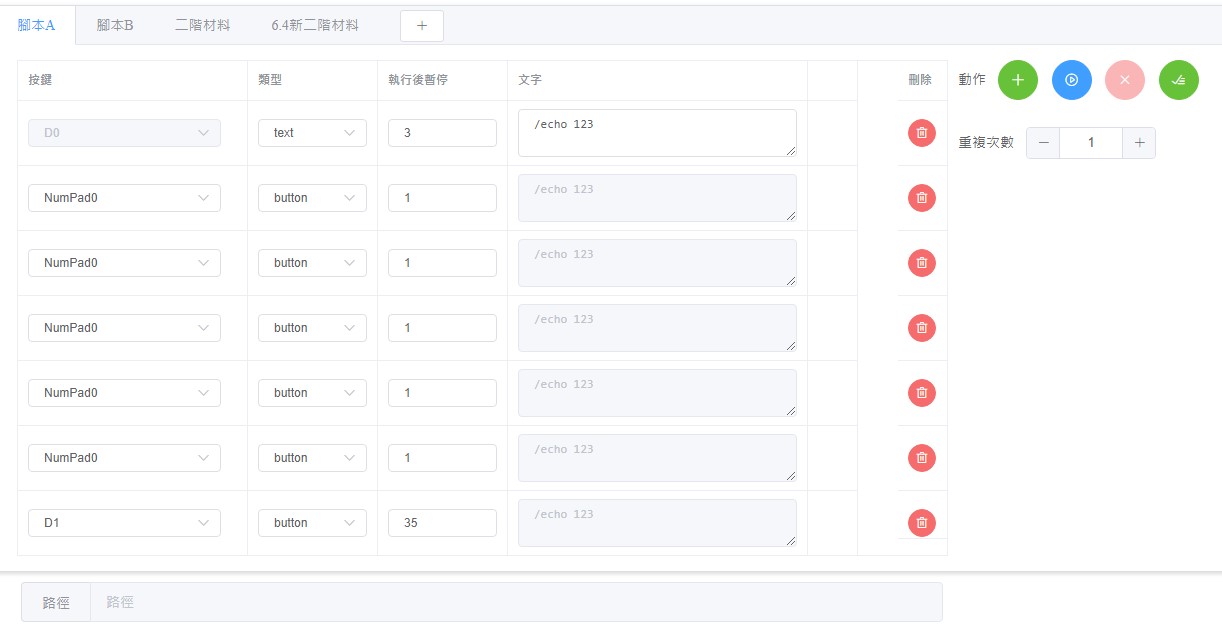 腳本A 腳本B 二階材料 6.4新二階材料 +
按鍵 類型 執行後暫停 文字 刪除 動作
D0 text 3 /echo 123
重複次數 − 1 +
NumPad0 button 1 /echo 123
NumPad0 button 1 /echo 123
NumPad0 button 1 /echo 123
NumPad0 button 1 /echo 123
NumPad0 button 1 /echo 123
D1 button 35 /echo 123
路徑 路徑